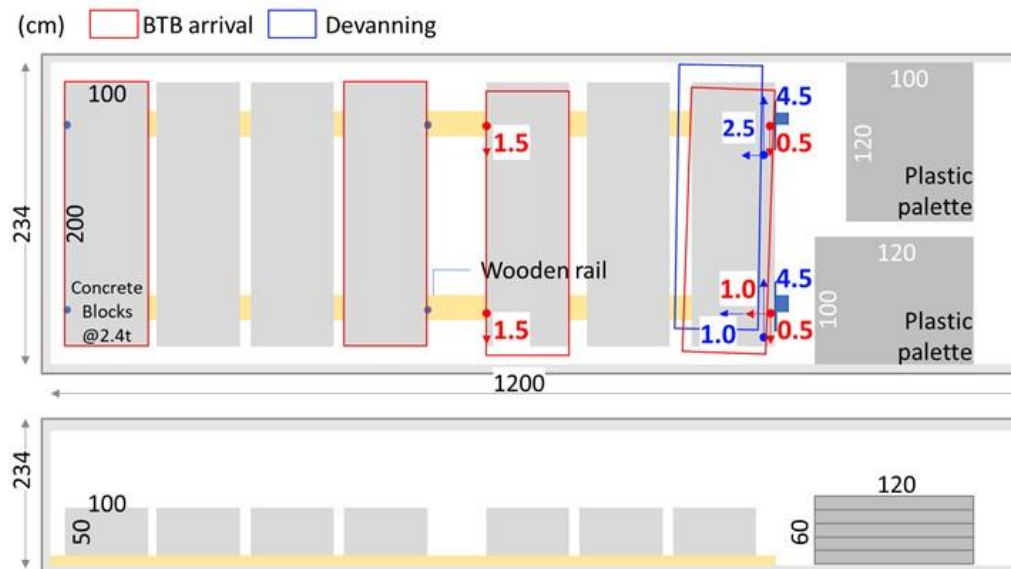 (cm) BTB arrival Devanning
100
200
Concrete
Blocks
@2.4t
234
1.5
1.5
Wooden rail
2.5
4.5
0.5
1.0
4.5
1.0
0.5
100
120
Plastic
palette
120
100
Plastic
palette
1200
234
100
50
120
60